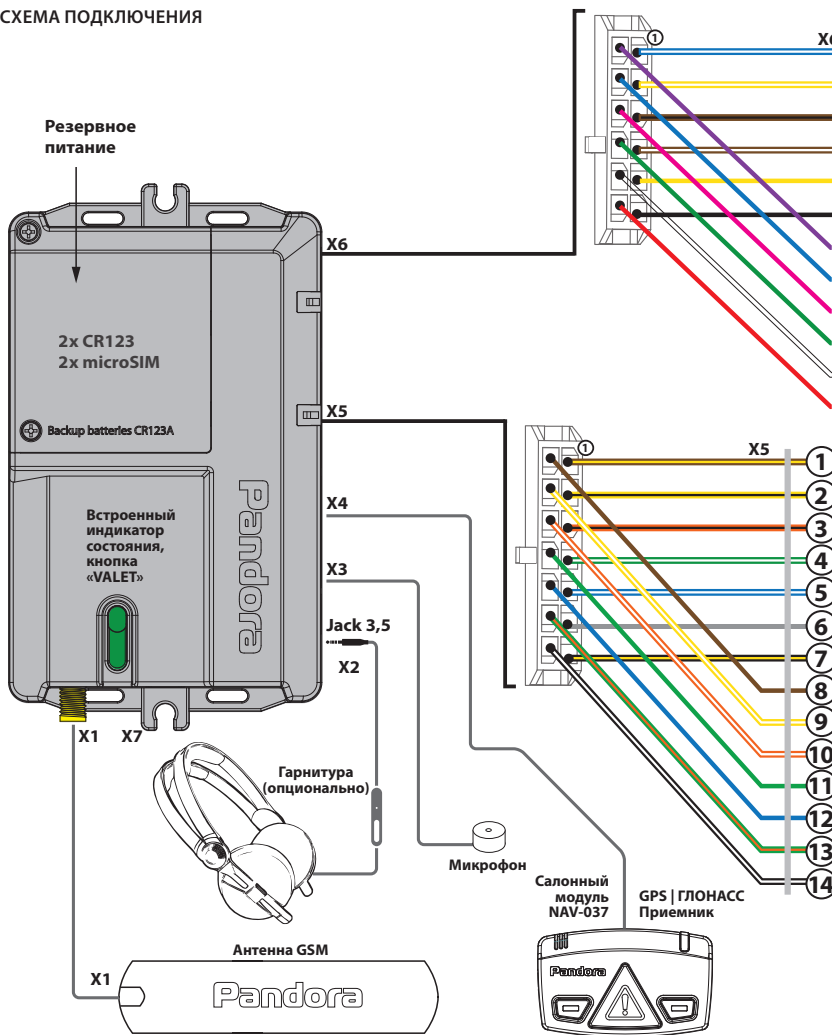 СХЕМА ПОДКЛЮЧЕНИЯ
1
Резервное
питание
X6
2x CR123
2x microSIM
X5
Backup batteries CR123A
1
X5
1
2
3
4
5
6
7
8
9
10
11
12
13
14
X4
Встроенный
индикатор
состояния,
кнопка
«VALET»
Pandora
X3
Jack 3,5
X2
X1
X7
Гарнитура
(опционально)
Микрофон
Салонный
модуль
NAV-037
GPS | ГЛОНАСС
Приемник
Антенна GSM
X1
Pandora
Pandora